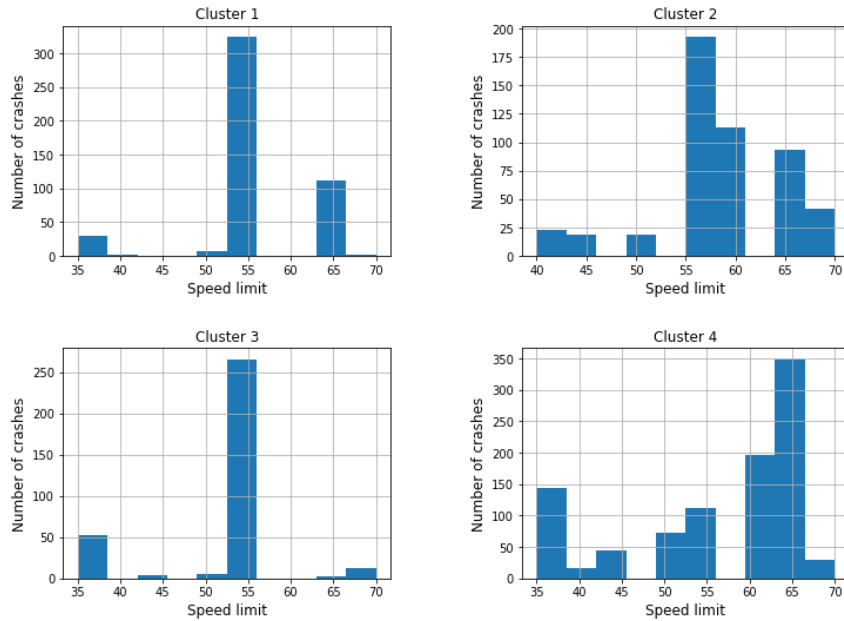 Cluster 1
Number of crashes
300
250
200
150
100
50
0
35 40 45 50 55 60 65 70
Speed limit
Cluster 2
Number of crashes
200
175
150
125
100
75
50
25
0
40 45 50 55 60 65 70
Speed limit
Cluster 3
Number of crashes
250
200
150
100
50
0
35 40 45 50 55 60 65 70
Speed limit
Cluster 4
Number of crashes
350
300
250
200
150
100
50
0
35 40 45 50 55 60 65 70
Speed limit